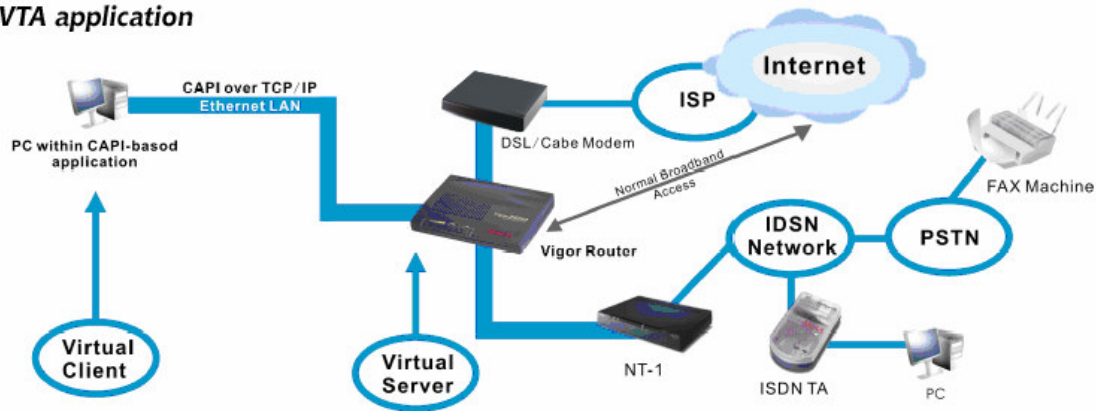 VTA application
CAPI over TCP/IP
Ethernet LAN
PC within CAPI-basod
application
Virtual
Client
DSL/Cabe Modem
ISP
Internet
Normal Broadband
Access
Vigor Router
Virtual
Server
NT-1
IDSN
Network
PSTN
FAX Machine
ISDN TA
PC